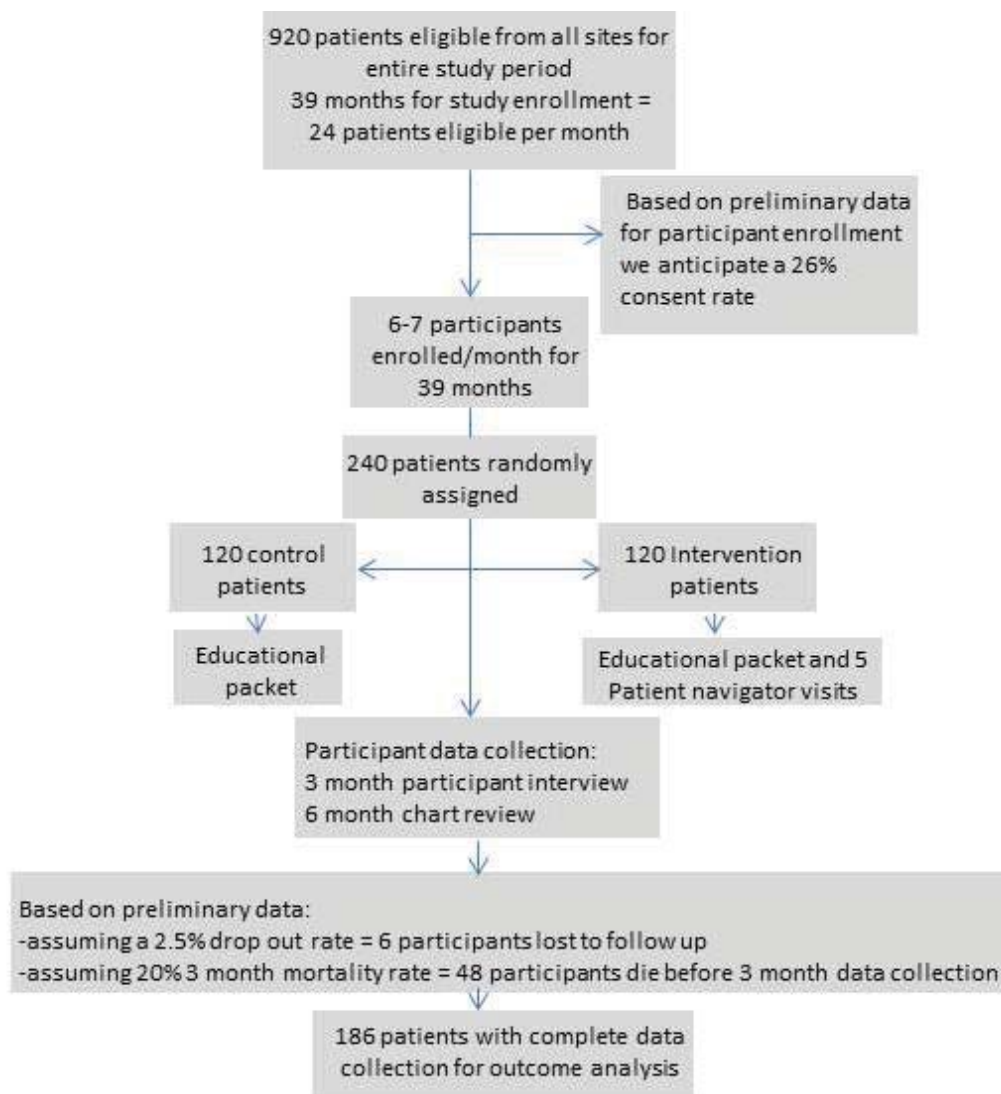 920 patients eligible from all sites for
entire study period
39 months for study enrollment =
24 patients eligible per month
Based on preliminary data
for participant enrollment
we anticipate a 26%
consent rate
6-7 participants
enrolled/month for
39 months
240 patients randomly
assigned
120 control
patients
120 Intervention
patients
Educational
packet
Educational packet and 5
Patient navigator visits
Participant data collection:
3 month participant interview
6 month chart review
Based on preliminary data:
-assuming a 2.5% drop out rate = 6 participants lost to follow up
-assuming 20% 3 month mortality rate = 48 participants die before 3 month data collection
186 patients with complete data
collection for outcome analysis